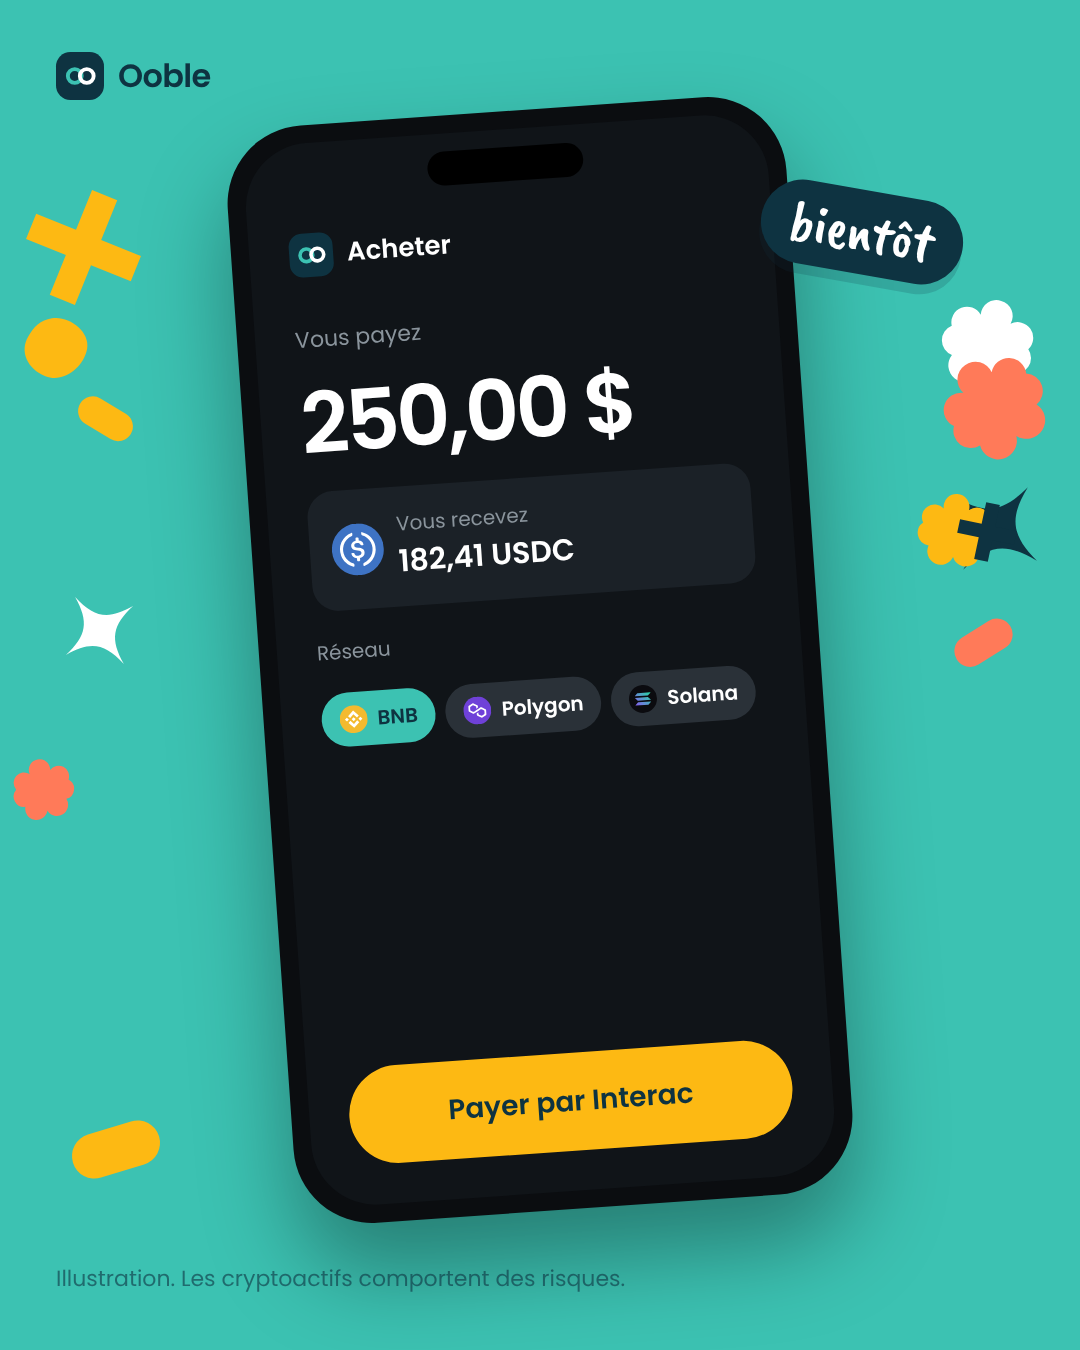 Ooble
bientôt
Acheter
Vous payez
250,00 $
Vous recevez
182,41 USDC
Réseau
BNB
Polygon
Solana
Payer par Interac
Illustration. Les cryptoactifs comportent des risques.